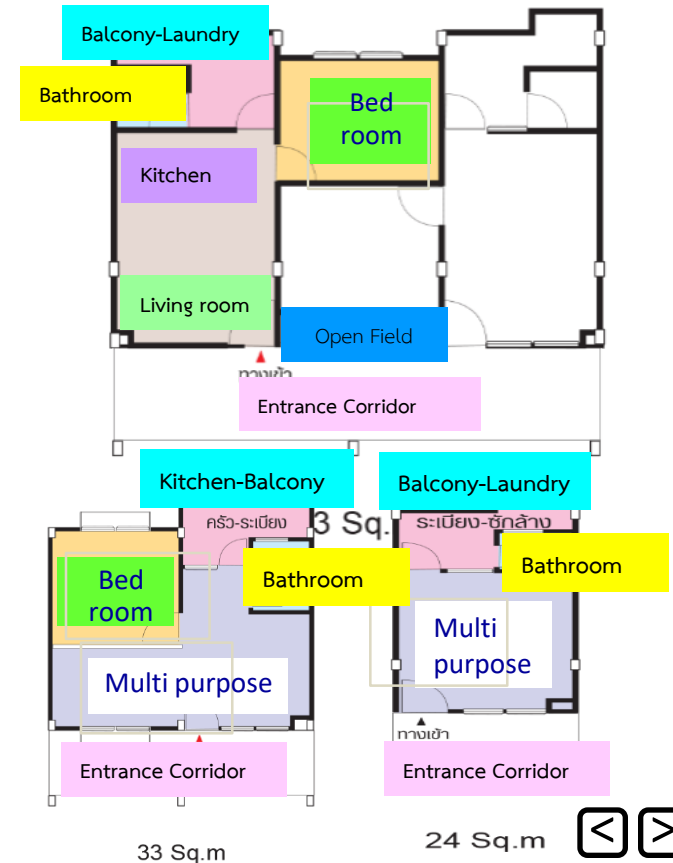 Balcony-Laundry
Bathroom
Bed
room
Kitchen
Living room
Open Field
ทางเข้า
Entrance Corridor
Kitchen-Balcony
Balcony-Laundry
ครัว-ระเบียง
3 Sq.
ระเบียง-ซักล้าง
Bathroom
Bathroom
Bed
room
Multi
purpose
Multi purpose
ทางเข้า
Entrance Corridor
Entrance Corridor
33 Sq.m
24 Sq.m
< >